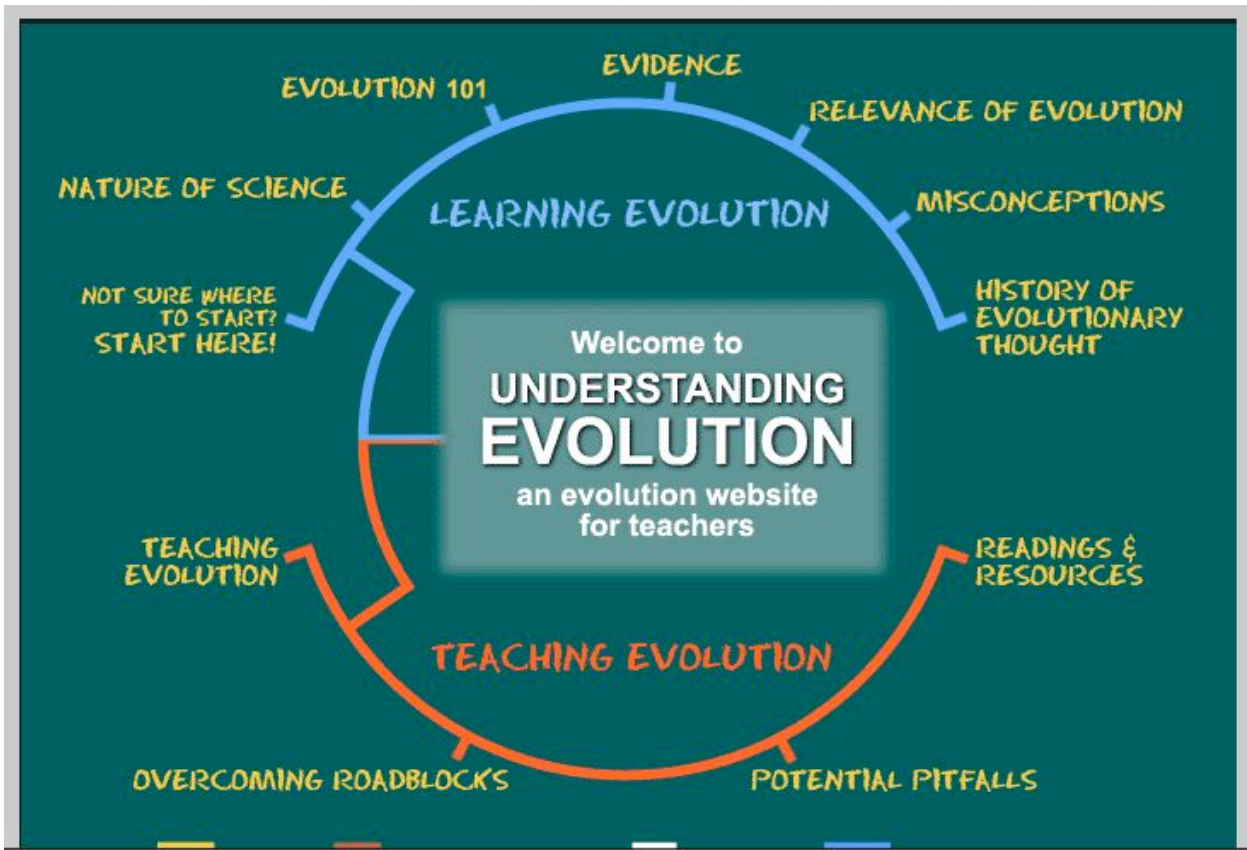 EVIDENCE
EVOLUTION 101
RELEVANCE OF EVOLUTION
NATURE OF SCIENCE
MISCONCEPTIONS
LEARNING EVOLUTION
NOT SURE WHERE
TO START?
START HERE!
HISTORY OF
EVOLUTIONARY
THOUGHT
Welcome to
UNDERSTANDING
EVOLUTION
an evolution website
for teachers
TEACHING
EVOLUTION
READINGS &
RESOURCES
TEACHING EVOLUTION
OVERCOMING ROADBLOCKS
POTENTIAL PITFALLS